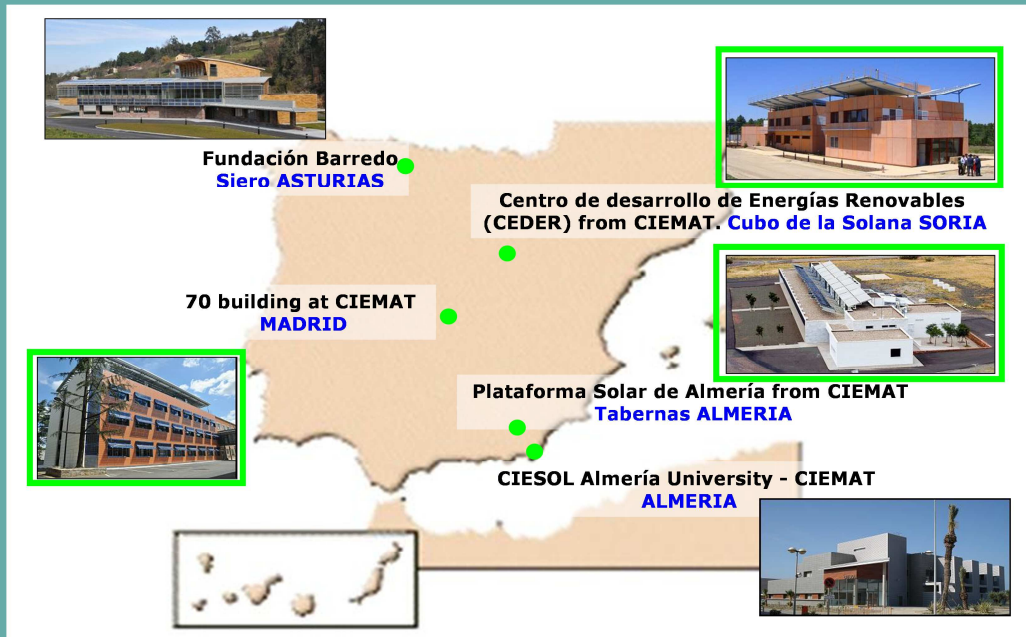 Fundación Barredo
Siero ASTURIAS
Centro de desarrollo de Energías Renovables
(CEDER) from CIEMAT. Cubo de la Solana SORIA
70 building at CIEMAT
MADRID
Plataforma Solar de Almería from CIEMAT
Tabernas ALMERIA
CIESOL Almería University - CIEMAT
ALMERIA